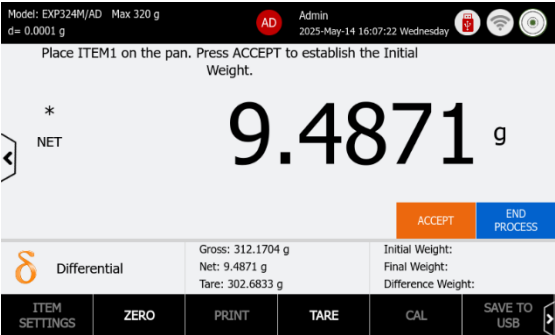 Model: EXP324M/AD Max 320 g
d= 0.0001 g
AD
Admin
2025-May-14 16:07:22 Wednesday
Place ITEM1 on the pan. Press ACCEPT to establish the Initial
Weight.
*
NET
9.4871 g
ACCEPT
END
PROCESS
δ
Differential
Gross: 312.1704 g
Net: 9.4871 g
Tare: 302.6833 g
Initial Weight:
Final Weight:
Difference Weight:
ITEM
SETTINGS
ZERO
PRINT
TARE
CAL
SAVE TO
USB